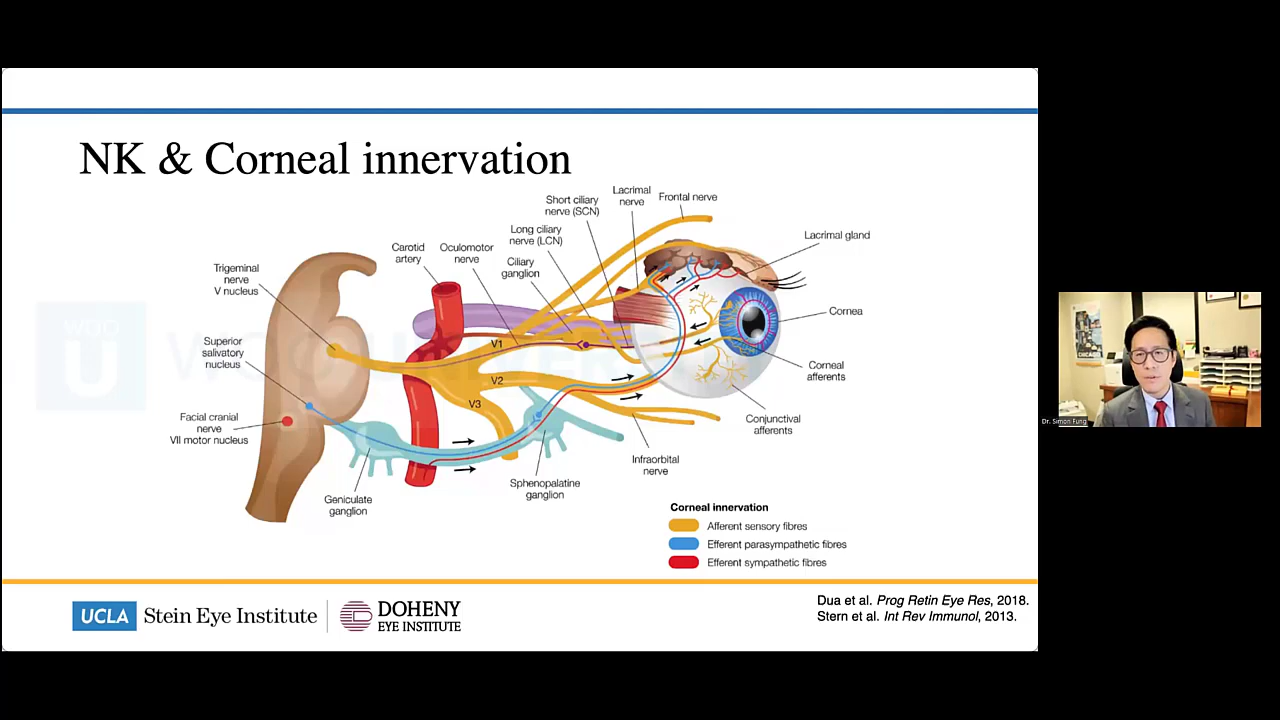 NK & Corneal innervation
Short ciliary
nerve (SCN)
Lacrimal
nerve
Frontal nerve
Long ciliary
nerve (LCN)
Lacrimal gland
Carotid
artery
Oculomotor
nerve
Ciliary
ganglion
Trigeminal
nerve
V nucleus
Cornea
Superior
salivatory
nucleus
V1
V2
V3
Corneal
afferents
Facial cranial
nerve
VII motor nucleus
Conjunctival
afferents
Infraorbital
nerve
Geniculate
ganglion
Sphenopalatine
ganglion
Corneal innervation
Afferent sensory fibres
Efferent parasympathetic fibres
Efferent sympathetic fibres
UCLA Stein Eye Institute
DOHENY
EYE INSTITUTE
Dua et al. Prog Retin Eye Res, 2018.
Stern et al. Int Rev Immunol, 2013.
Dr. Simon Fung